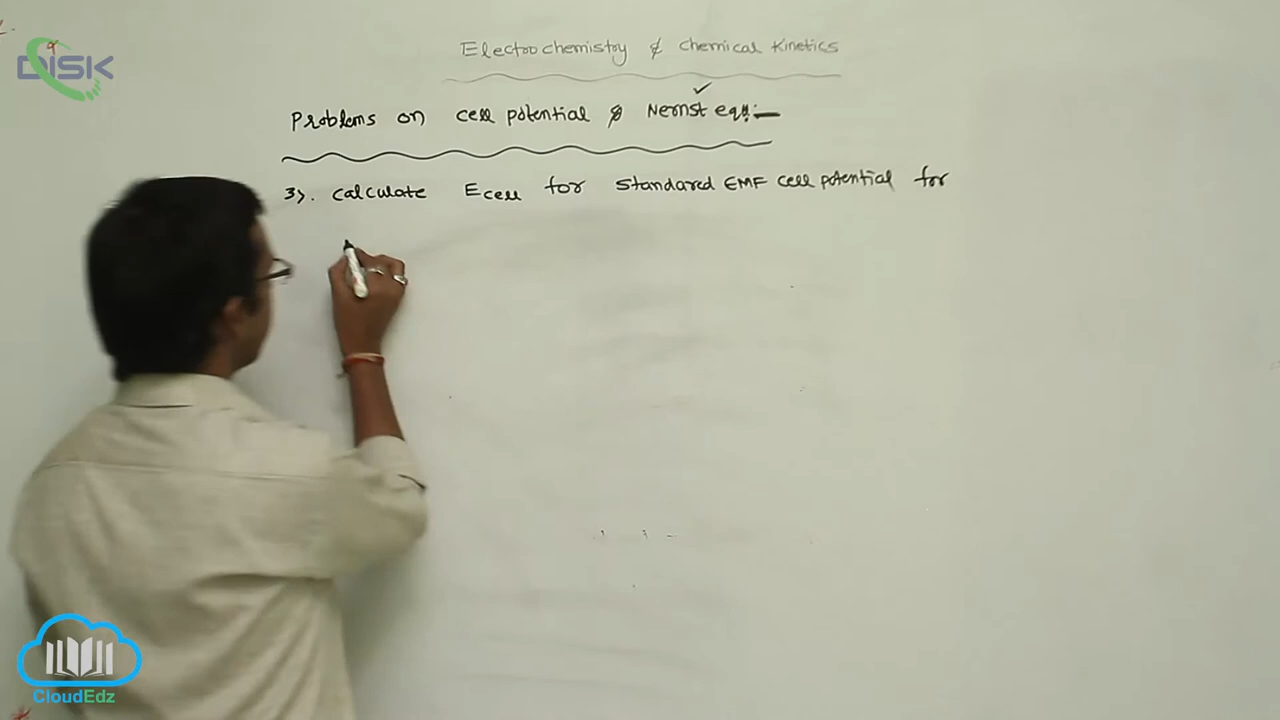 DISK
Electrochemistry & chemical kinetics
Problems on cell potential & Nernst eqn:
3). calculate Ecell for standared EMF cell potential for
CloudEdz